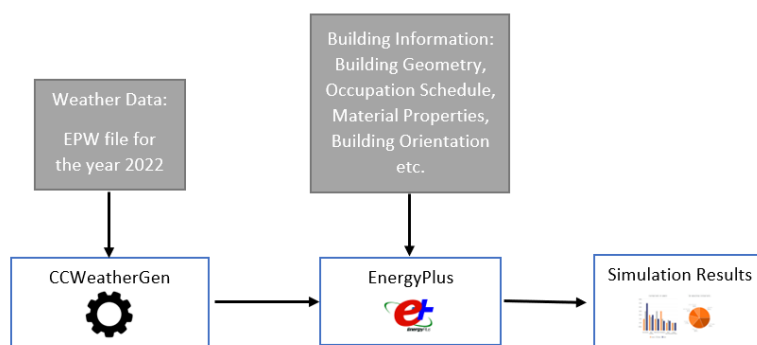 Weather Data:
EPW file for
the year 2022
Building Information:
Building Geometry,
Occupation Schedule,
Material Properties,
Building Orientation
etc.
CCWeatherGen
EnergyPlus
e+
EnergyPlus
Simulation Results